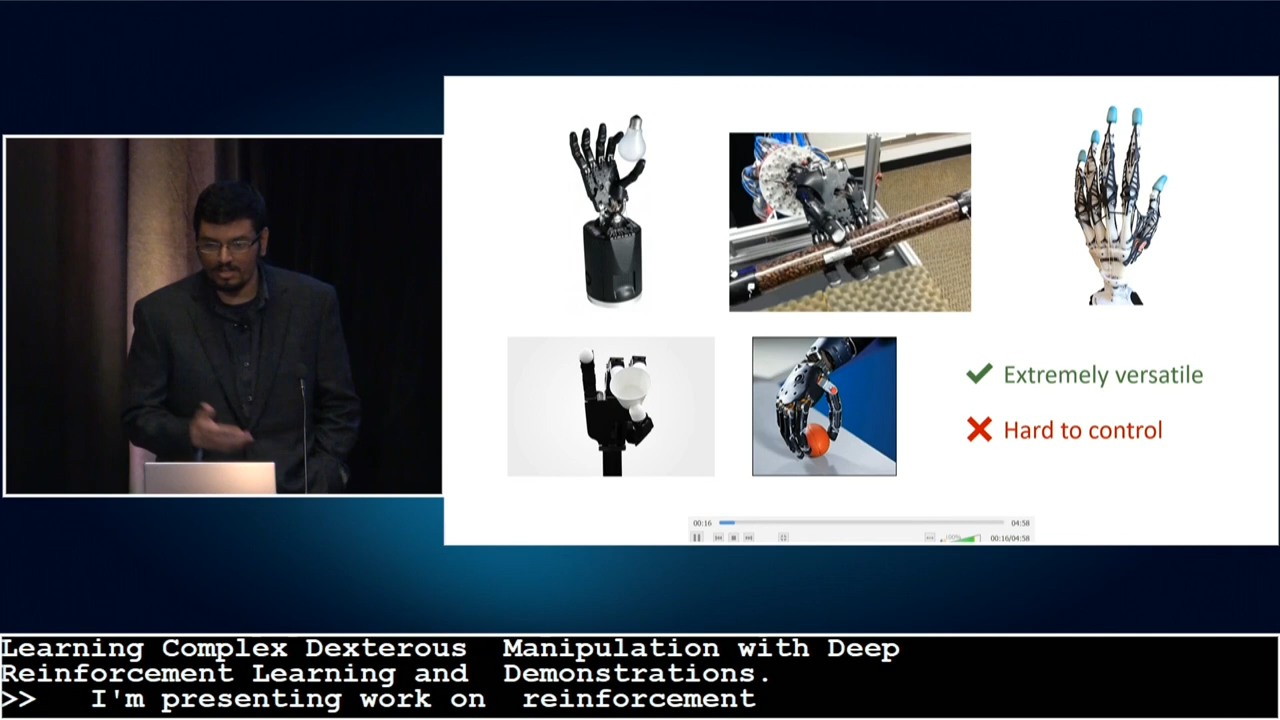 Extremely versatile
Hard to control
00:16
04:58
100%
00:16/04:58
Learning Complex Dexterous Manipulation with Deep
Reinforcement Learning and Demonstrations.
>> I'm presenting work on reinforcement